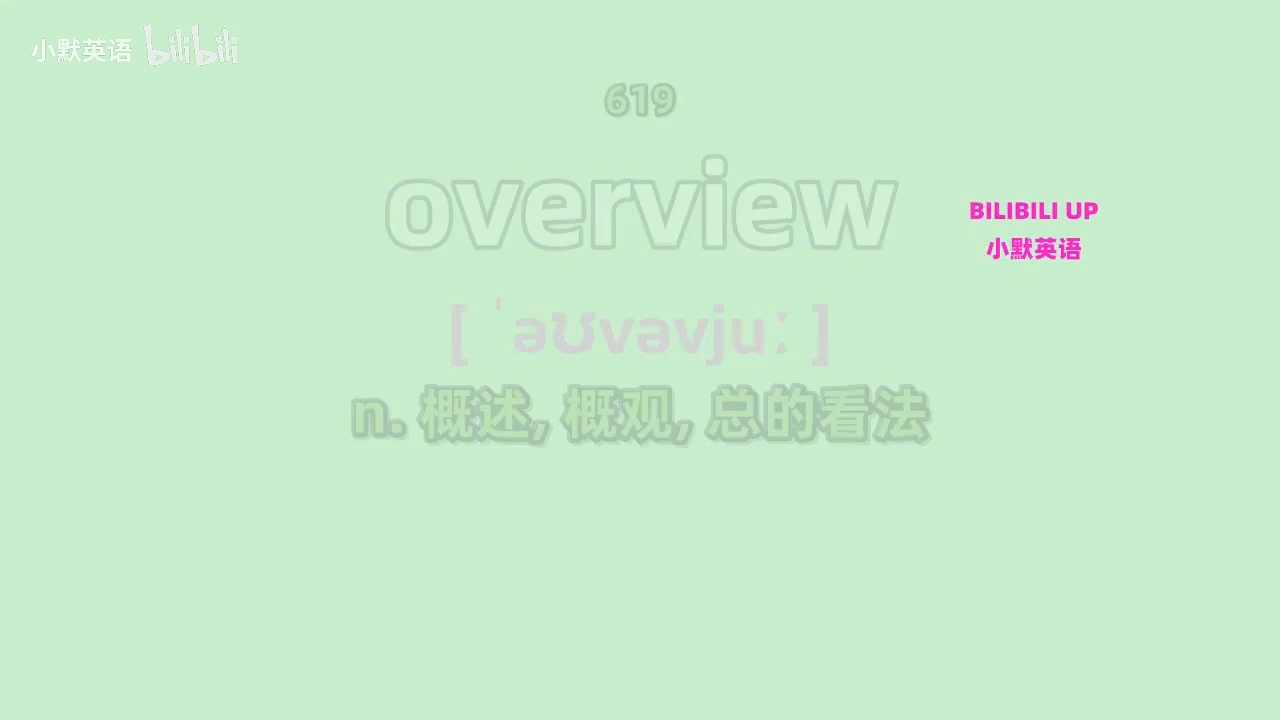 小默英语 bilibili
619
overview
BILIBILI UP
小默英语
[ ˈəʊvəvjuː ]
n. 概述, 概观, 总的看法